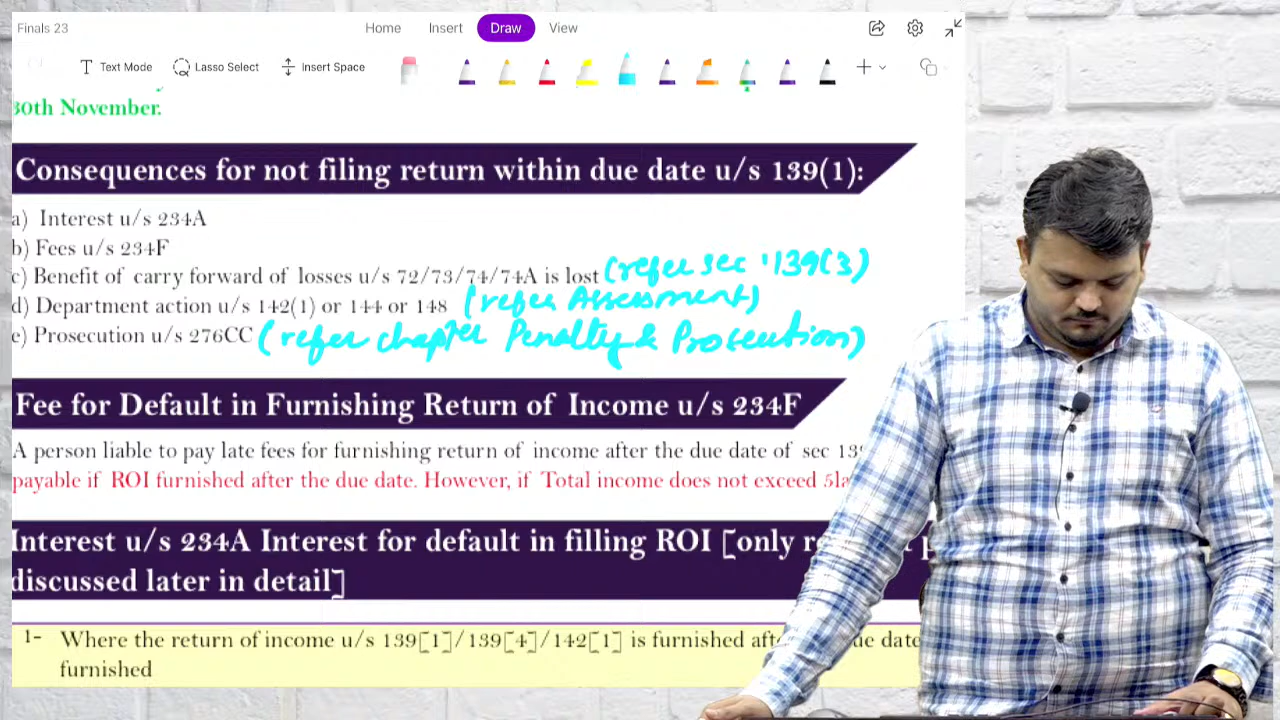 Finals 23
Home Insert Draw View
Text Mode Lasso Select Insert Space
30th November.
Consequences for not filing return within due date u/s 139(1):
a) Interest u/s 234A
b) Fees u/s 234F
c) Benefit of carry forward of losses u/s 72/73/74/74A is lost (refer sec 139(3)
d) Department action u/s 142(1) or 144 or 148 (refer Assessment)
e) Prosecution u/s 276CC (refer chapter Penalty & Prosecution)
Fee for Default in Furnishing Return of Income u/s 234F
A person liable to pay late fees for furnishing return of income after the due date of sec
payable if ROI furnished after the due date. However, if Total income does not exceed
Interest u/s 234A Interest for default in filling ROI [only
discussed later in detail]
1- Where the return of income u/s 139[1]/139[4]/142[1] is furnished date
furnished